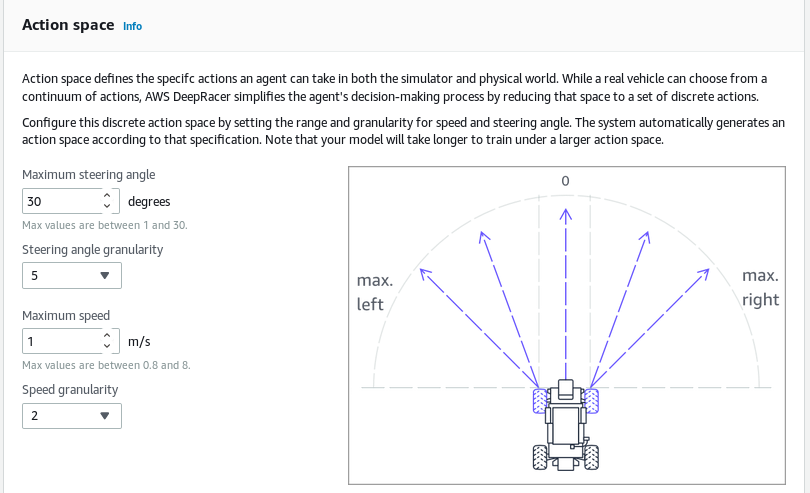 Action space Info
Action space defines the specifc actions an agent can take in both the simulator and physical world. While a real vehicle can choose from a
continuum of actions, AWS DeepRacer simplifies the agent's decision-making process by reducing that space to a set of discrete actions.
Configure this discrete action space by setting the range and granularity for speed and steering angle. The system automatically generates an
action space according to that specification. Note that your model will take longer to train under a larger action space.
Maximum steering angle
30 degrees
Max values are between 1 and 30.
Steering angle granularity
5
Maximum speed
1 m/s
Max values are between 0.8 and 8.
Speed granularity
2
0
max.
left
max.
right